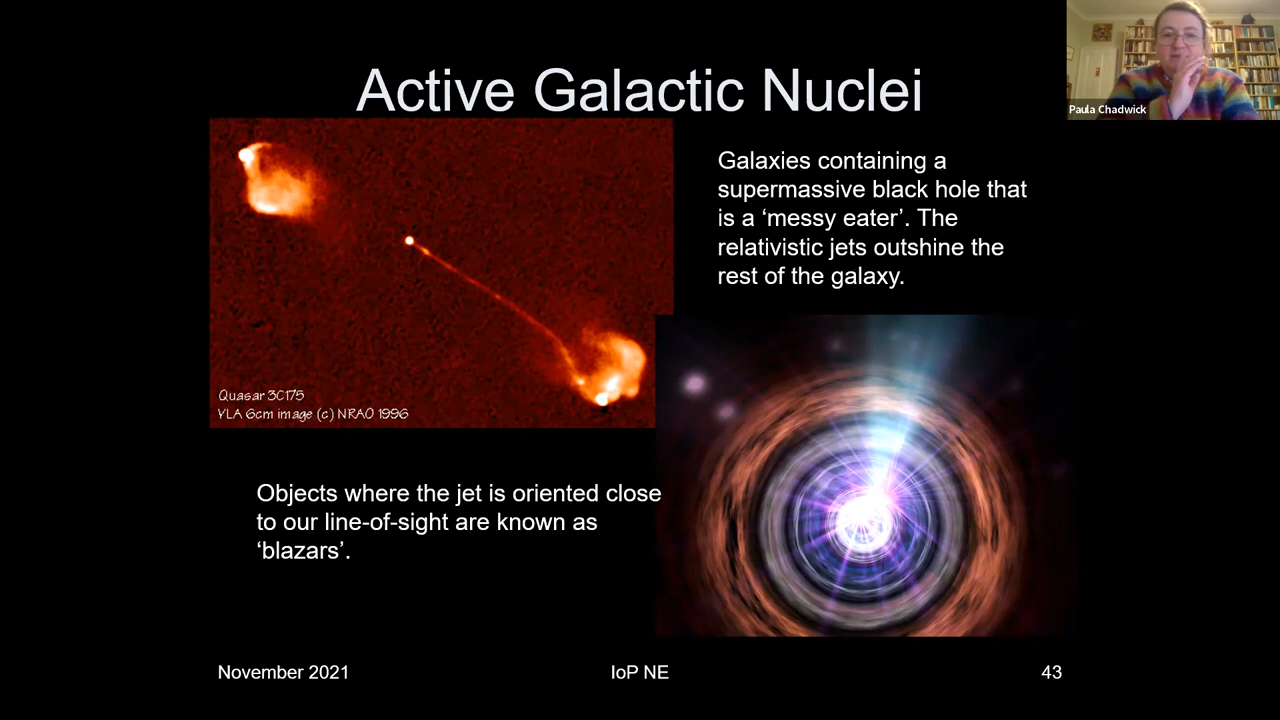 Active Galactic Nuclei
Paula Chadwick
Galaxies containing a
supermassive black hole that
is a ‘messy eater’. The
relativistic jets outshine the
rest of the galaxy.
Quasar 3C175
VLA 6cm image (c) NRAO 1996
Objects where the jet is oriented close
to our line-of-sight are known as
‘blazars’.
November 2021
IoP NE
43